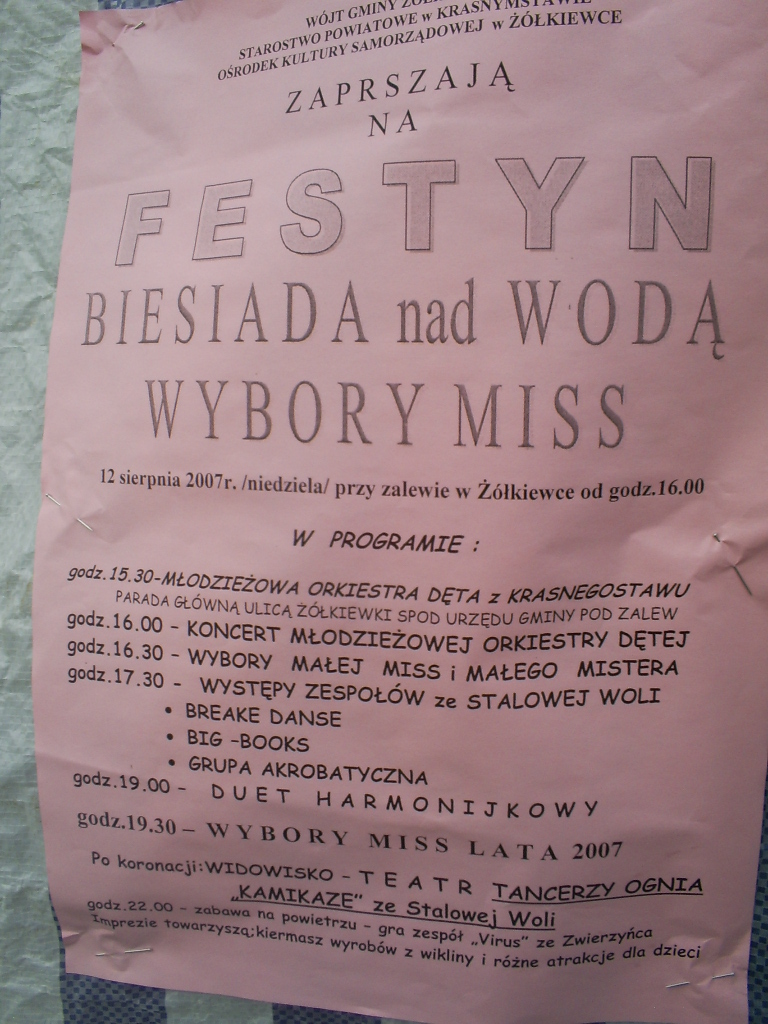 WÓJT GMINY
STAROSTWO POWIATOWE w KRASNYMSTAWIE
OŚRODEK KULTURY SAMORZĄDOWEJ w ŻÓŁKIEWCE
ZAPRSZAJĄ
NA
FESTYN
BIESIADA nad WODĄ
WYBORY MISS
12 sierpnia 2007r. /niedziela/ przy zalewie w Żółkiewce od godz.16.00
W PROGRAMIE :
godz.15.30-MŁODZIEŻOWA ORKIESTRA DĘTA z KRASNEGOSTAWU
PARADA GŁÓWNĄ ULICĄ ŻÓŁKIEWKI SPOD URZĘDU GMINY POD ZALEW
godz.16.00 - KONCERT MŁODZIEŻOWEJ ORKIESTRY DĘTEJ
godz.16.30 - WYBORY MAŁEJ MISS i MAŁEGO MISTERA
godz.17.30 - WYSTĘPY ZESPOŁÓW ze STALOWEJ WOLI
• BREAKE DANSE
• BIG -BOOKS
• GRUPA AKROBATYCZNA
godz.19.00 - DUET HARMONIJKOWY
godz.19.30 – WYBORY MISS LATA 2007
Po koronacji:WIDOWISKO - TEATR TANCERZY OGNIA
„KAMIKAZE" ze Stalowej Woli
godz.22.00 - zabawa na powietrzu - gra zespół „Virus" ze Zwierzyńca
Imprezie towarzyszą:kiermasz wyrobów z wikliny i różne atrakcje dla dzieci